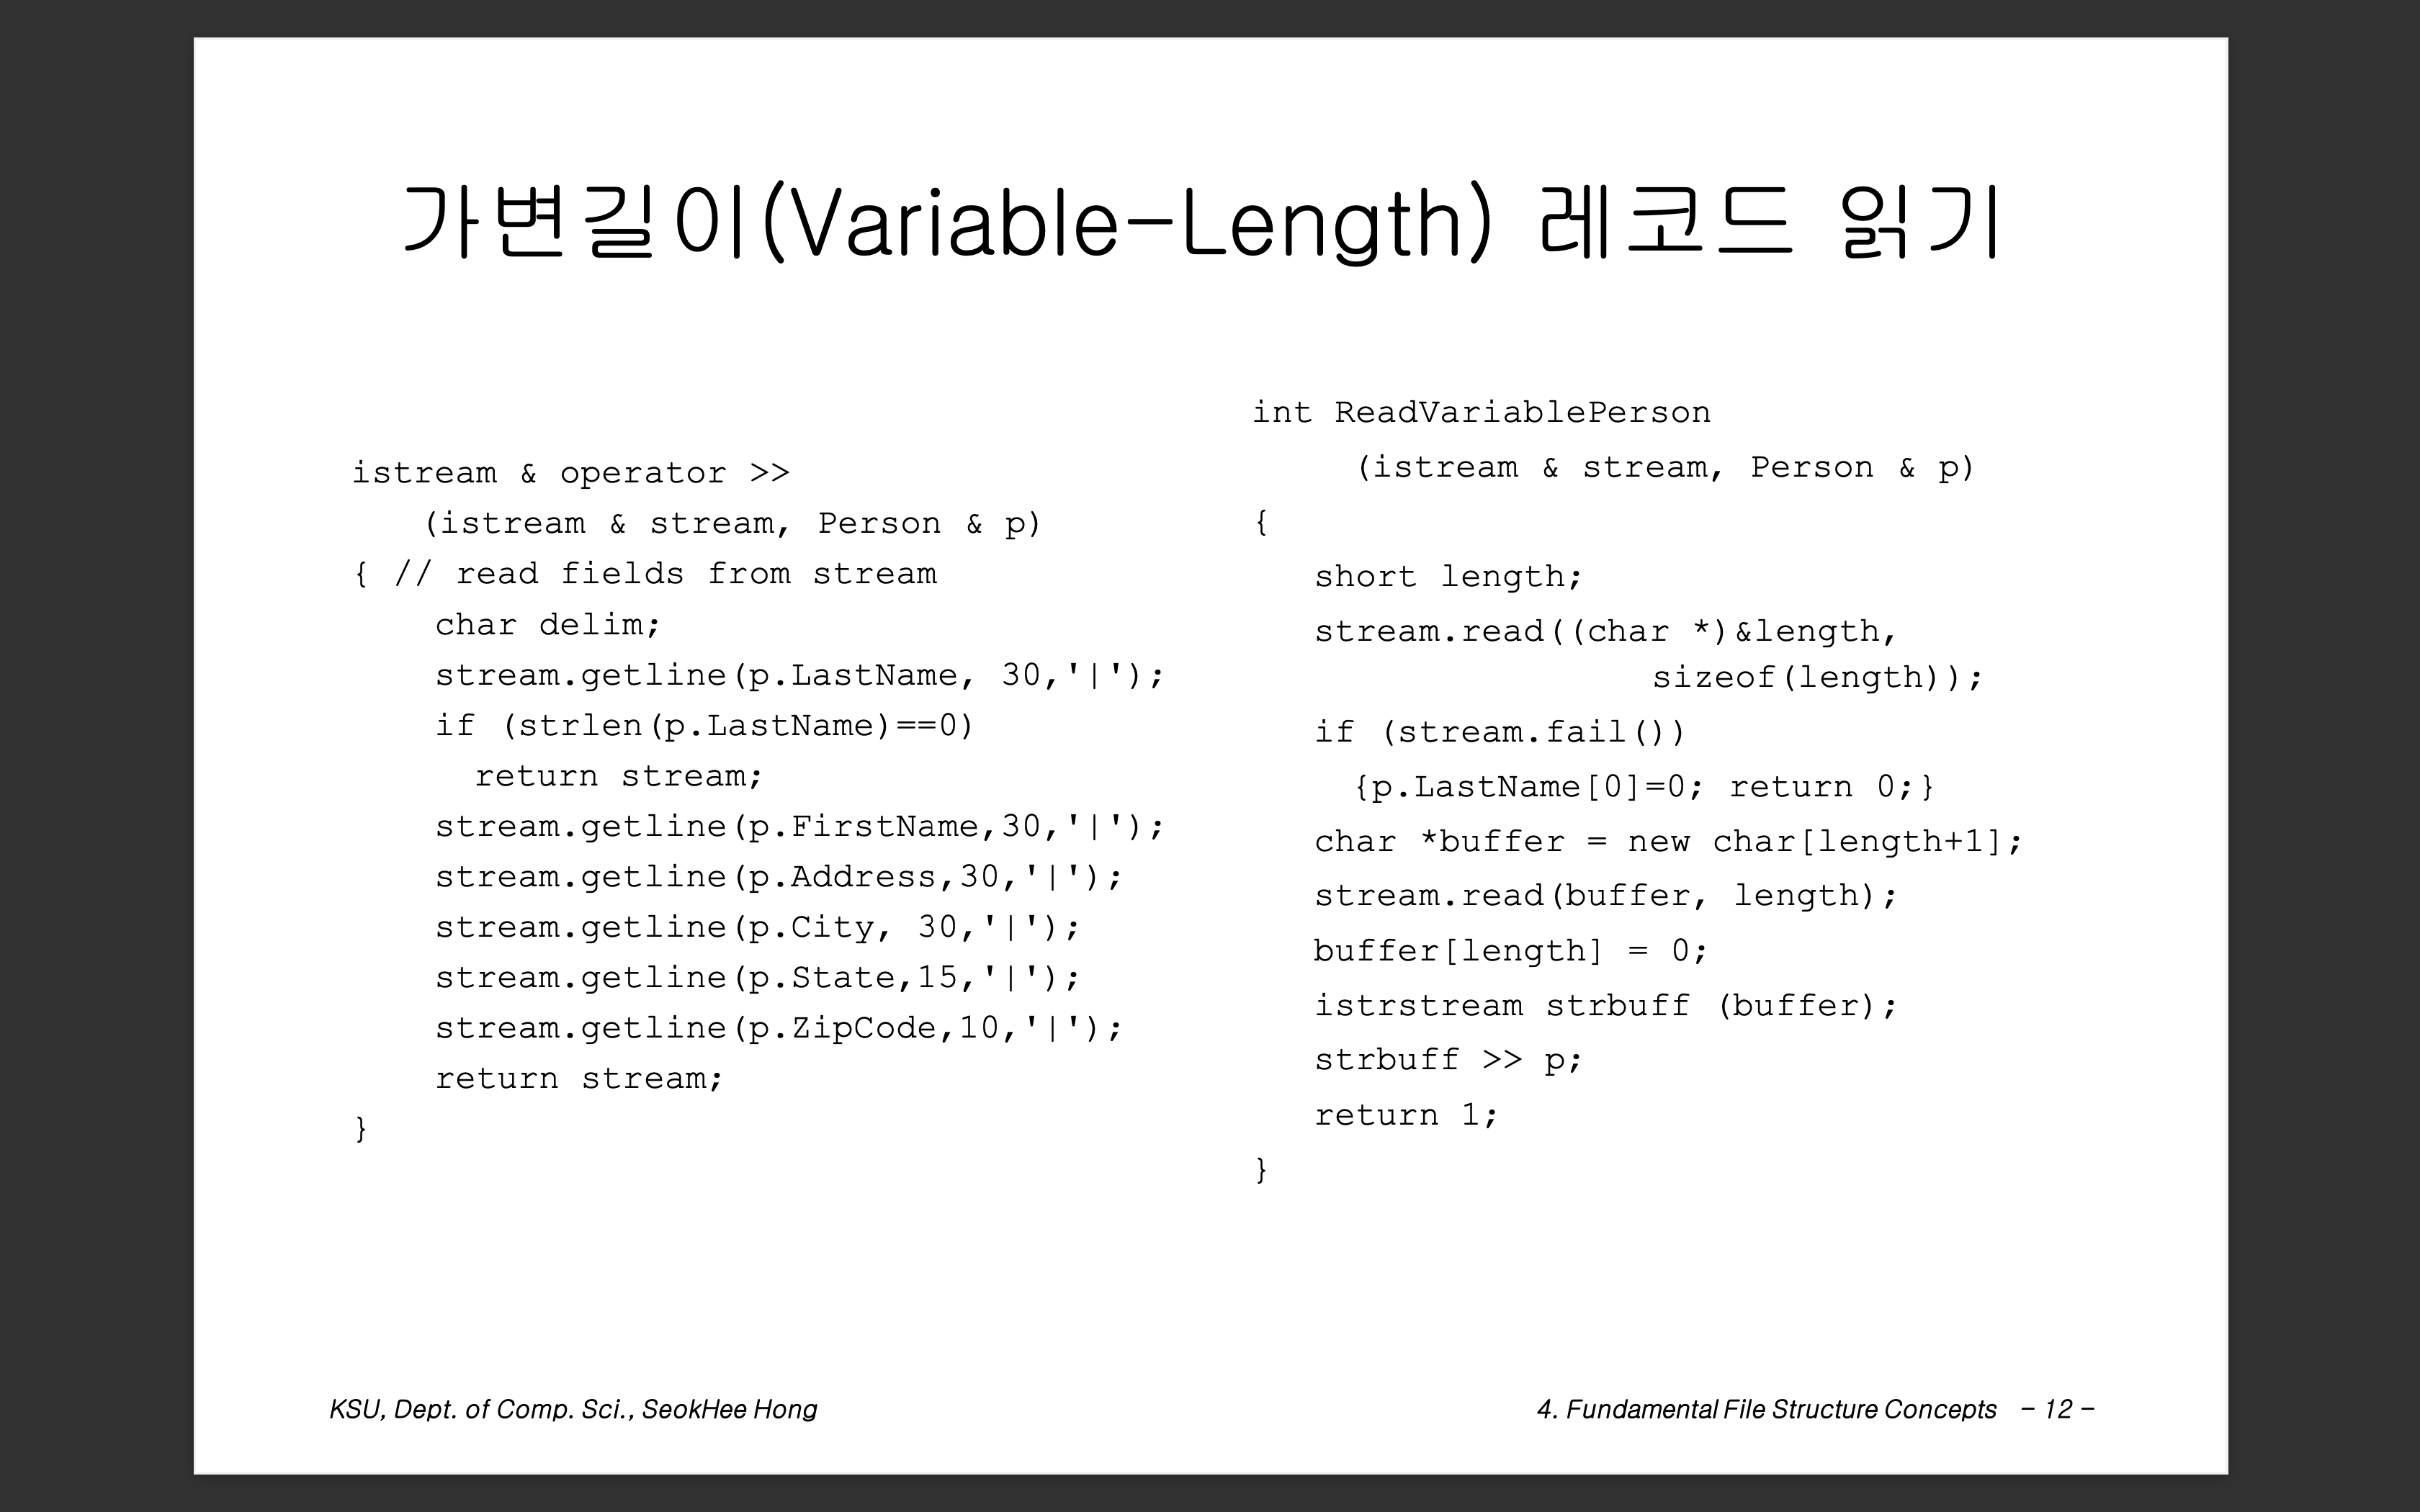 가변길이(Variable-Length) 레코드 읽기
istream & operator >>
(istream & stream, Person & p)
{ // read fields from stream
char delim;
stream.getline(p.LastName, 30,'|');
if (strlen(p.LastName)==0)
return stream;
stream.getline(p.FirstName,30,'|');
stream.getline(p.Address,30,'|');
stream.getline(p.City, 30,'|');
stream.getline(p.State,15,'|');
stream.getline(p.ZipCode,10,'|');
return stream;
}
int ReadVariablePerson
(istream & stream, Person & p)
{
short length;
stream.read((char *)&length,
sizeof(length));
if (stream.fail())
{p.LastName[0]=0; return 0;}
char *buffer = new char[length+1];
stream.read(buffer, length);
buffer[length] = 0;
istrstream strbuff (buffer);
strbuff >> p;
return 1;
}
KSU, Dept. of Comp. Sci., SeokHee Hong
4. Fundamental File Structure Concepts - 12 -